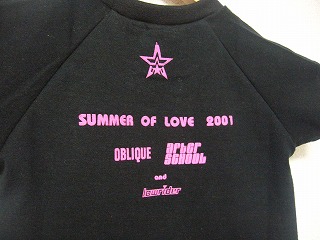 SUMMER OF LOVE 2001
OBLIQUE AFTER SCHOOL
and
lowrider